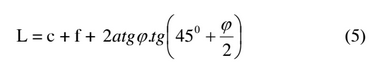 L = c + f + 2atgφ.tg(45⁰ + φ/2) (5)